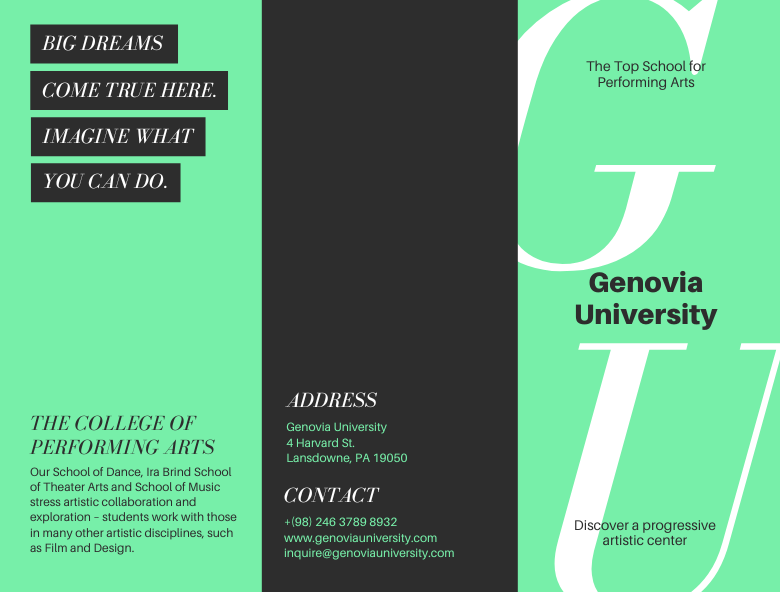 BIG DREAMS
COME TRUE HERE.
IMAGINE WHAT
YOU CAN DO.
THE COLLEGE OF
PERFORMING ARTS
Our School of Dance, Ira Brind School
of Theater Arts and School of Music
stress artistic collaboration and
exploration – students work with those
in many other artistic disciplines, such
as Film and Design.
ADDRESS
Genovia University
4 Harvard St.
Lansdowne, PA 19050
CONTACT
+(98) 246 3789 8932
www.genoviauniversity.com
inquire@genoviauniversity.com
G
The Top School for
Performing Arts
Genovia
University
U
Discover a progressive
artistic center